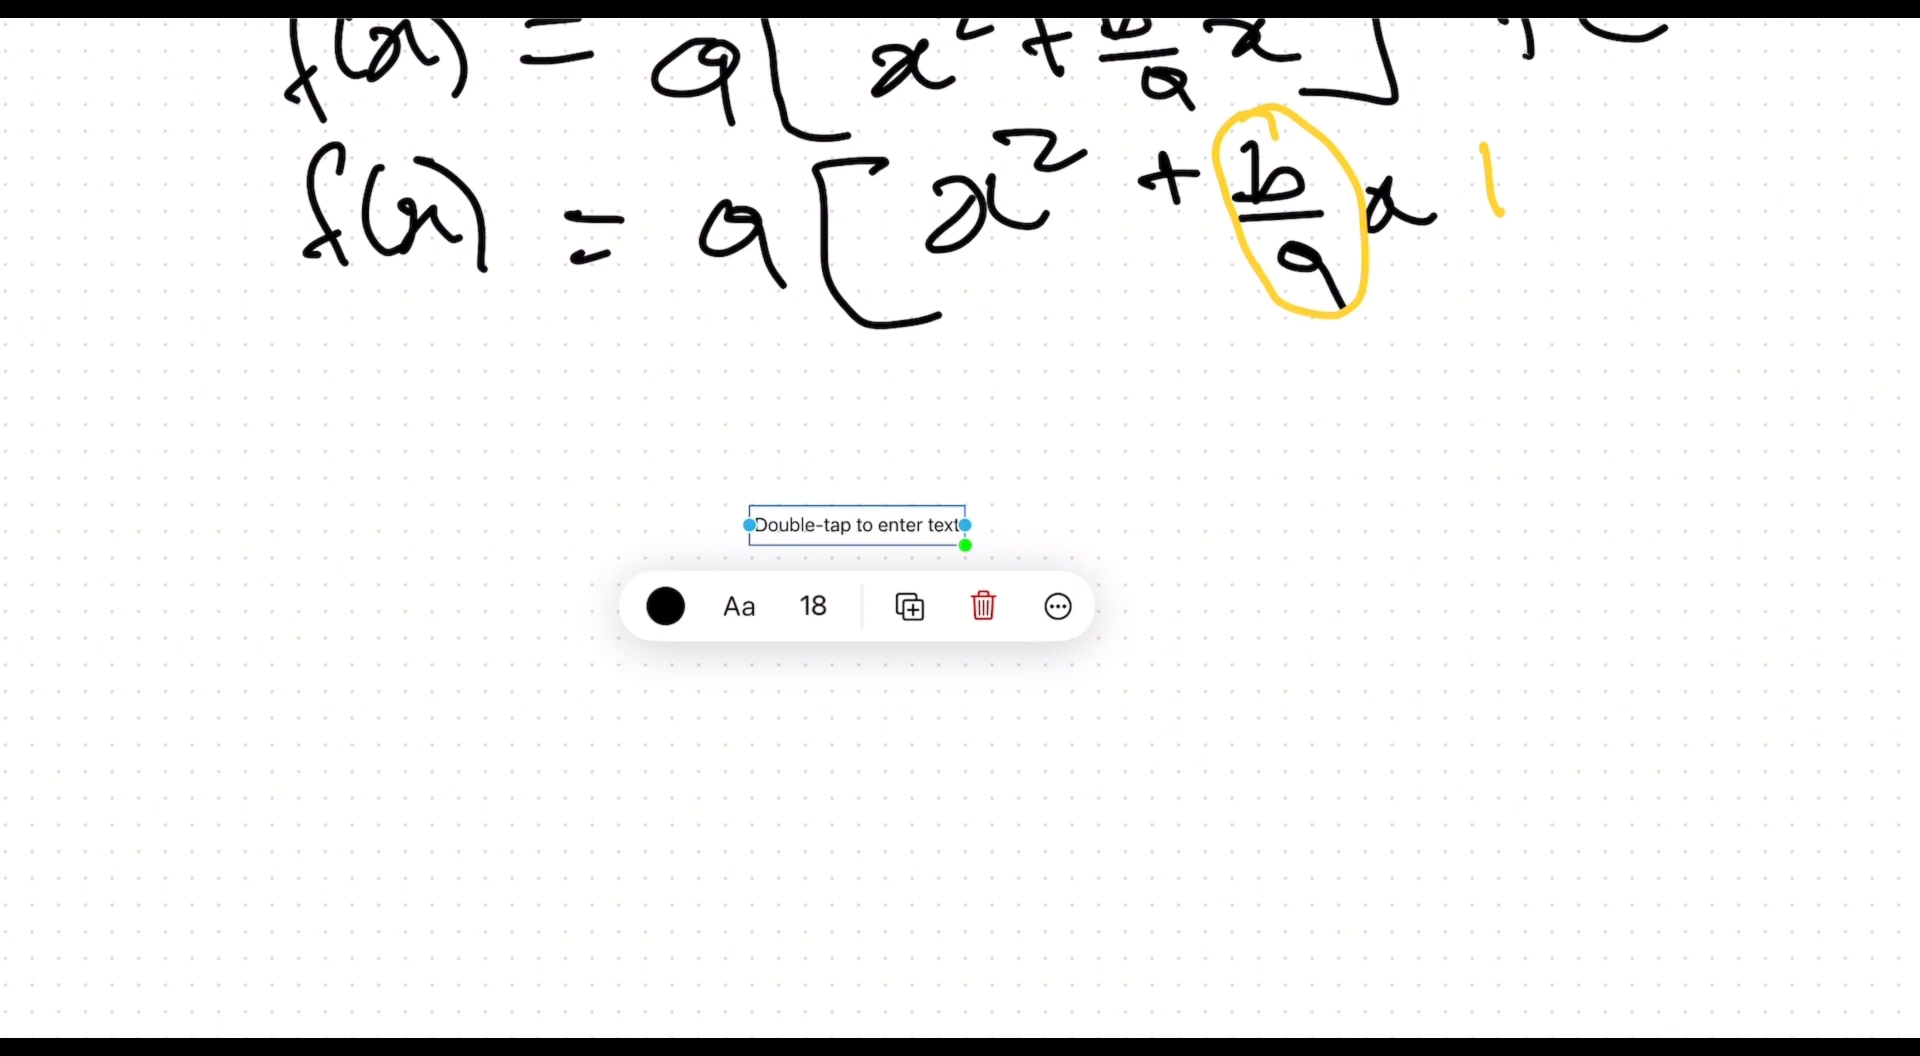 f(x) = a[x² + b/a x] + c
f(x) = a[x² + b/a x
Double-tap to enter text
Aa 18